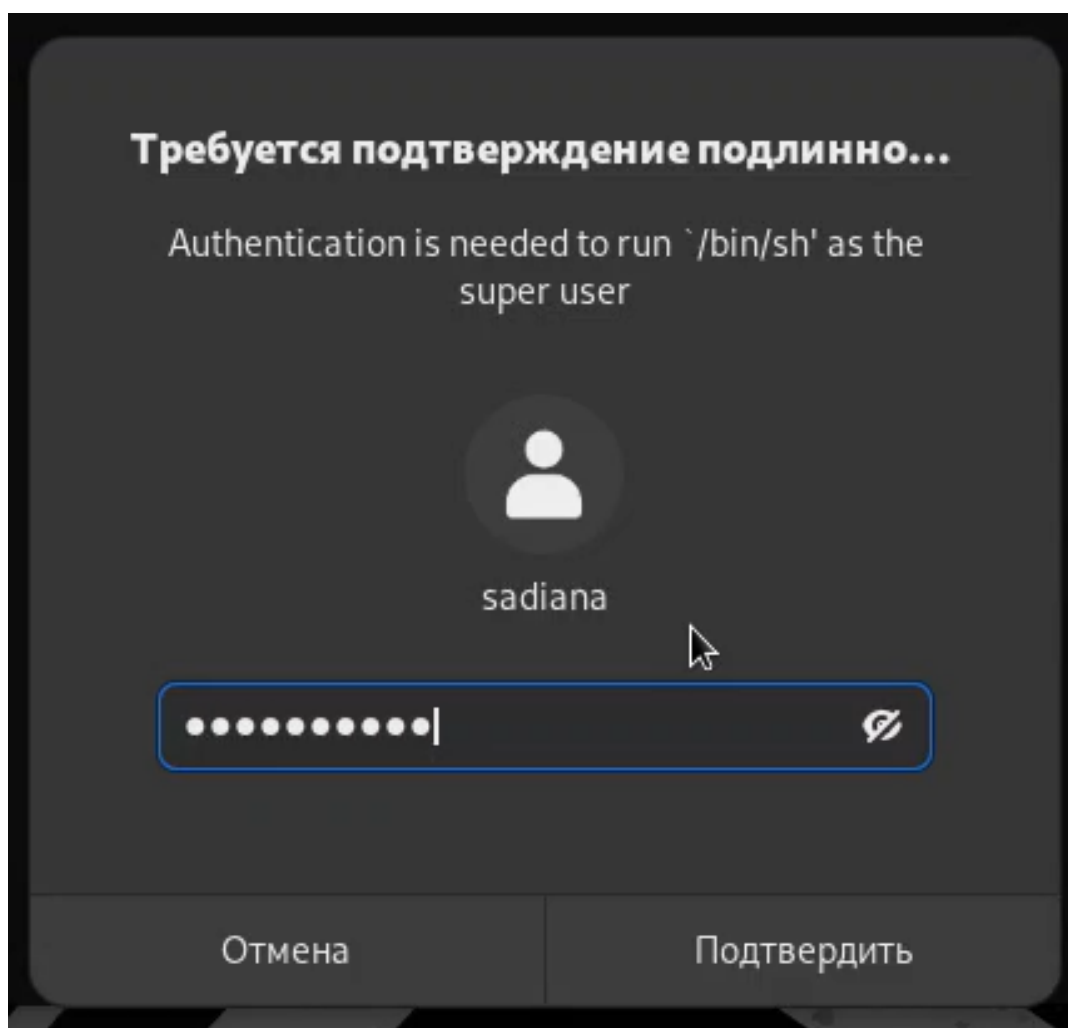 Требуется подтверждение подлинно...
Authentication is needed to run `/bin/sh' as the
super user
sadiana
Отмена
Подтвердить